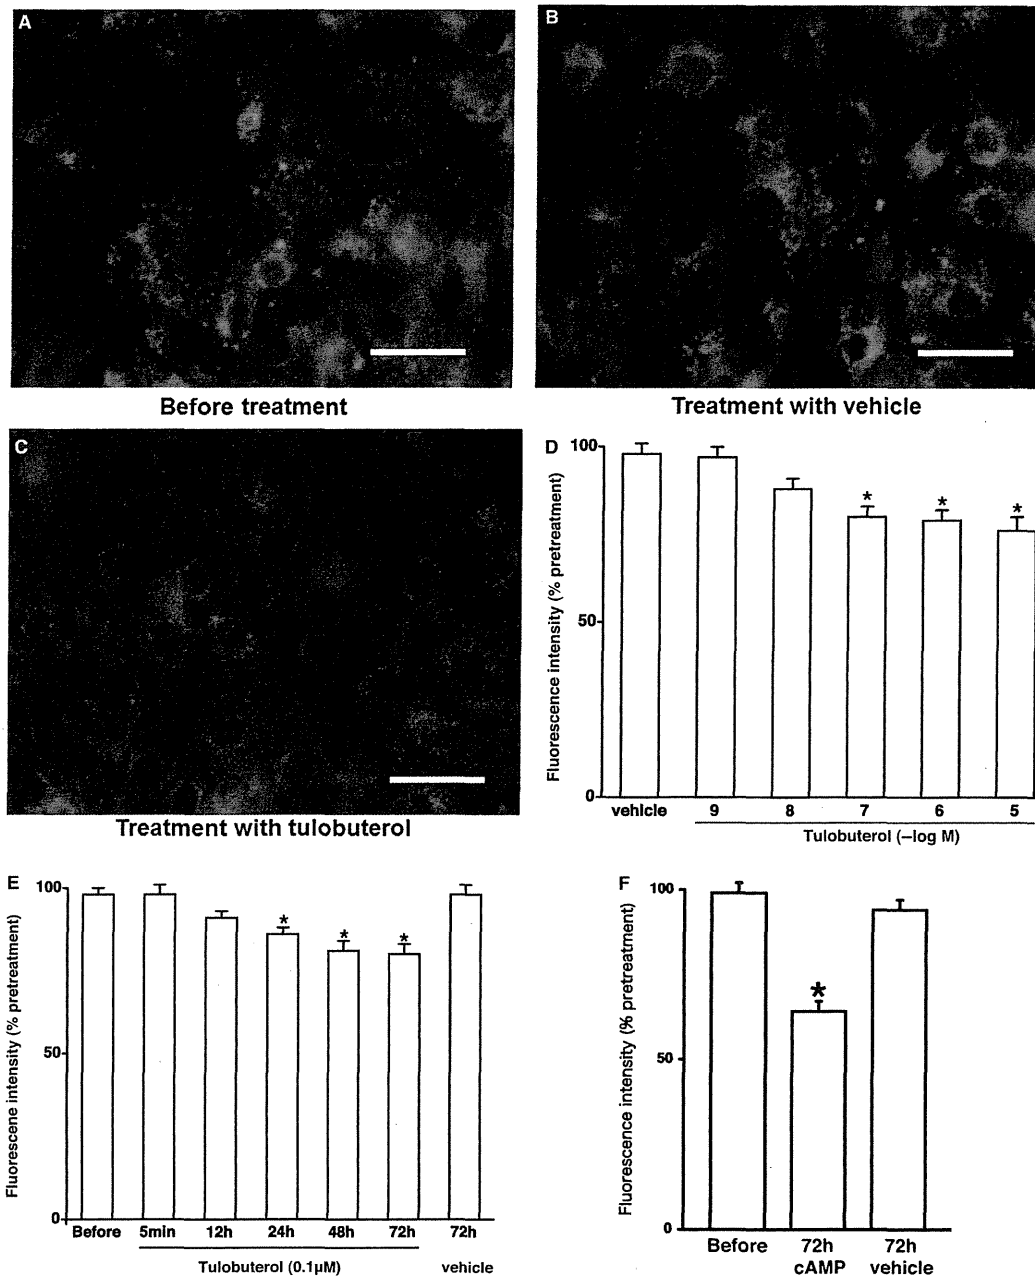 A
B
Before treatment
Treatment with vehicle
C
D
100
50
0
Fluorescence intensity (% pretreatment)
*
*
*
vehicle
9
8
7
6
5
Tulobuterol (–log M)
Treatment with tulobuterol
E
100
50
0
Fluorescene intensity (% pretreatment)
*
*
*
Before
5min
12h
24h
48h
72h
72h
Tulobuterol (0.1µM)
vehicle
F
100
50
0
Fluorescence intensity (% pretreatment)
*
Before
72h
72h
cAMP
vehicle